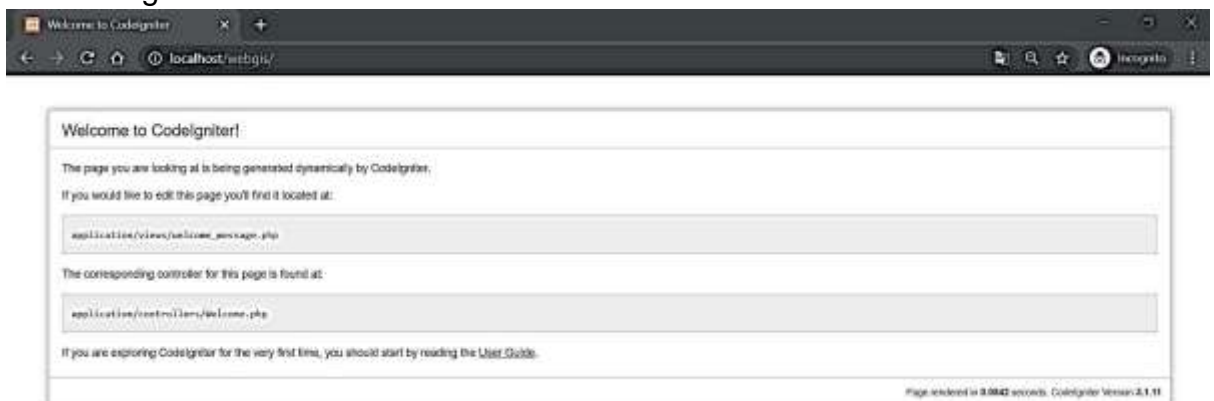 Welcome to CodeIgniter
localhost/webgis/
Incognito
Welcome to CodeIgniter!
The page you are looking at is being generated dynamically by CodeIgniter.
If you would like to edit this page you'll find it located at:
application/views/welcome_message.php
The corresponding controller for this page is found at:
application/controllers/Welcome.php
If you are exploring CodeIgniter for the very first time, you should start by reading the User Guide.
Page rendered in 0.0042 seconds. CodeIgniter Version 3.1.11